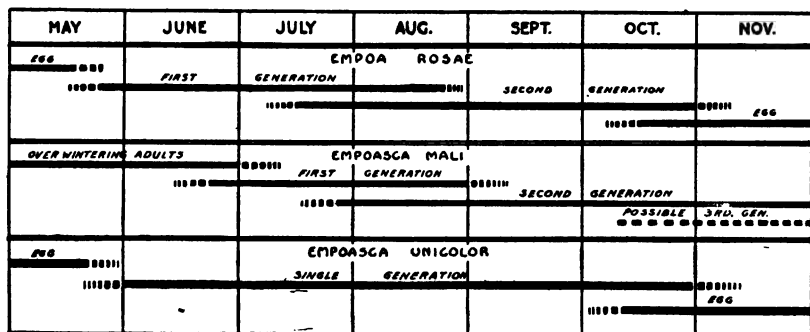 MAY JUNE JULY AUG. SEPT. OCT. NOV.
EMPOA ROSAE
EGG
FIRST GENERATION
SECOND GENERATION
EGG
OVER WINTERING ADULTS
EMPOASCA MALI
FIRST GENERATION
SECOND GENERATION
POSSIBLE 3RD. GEN.
EMPOASCA UNICOLOR
EGG
SINGLE GENERATION
EGG